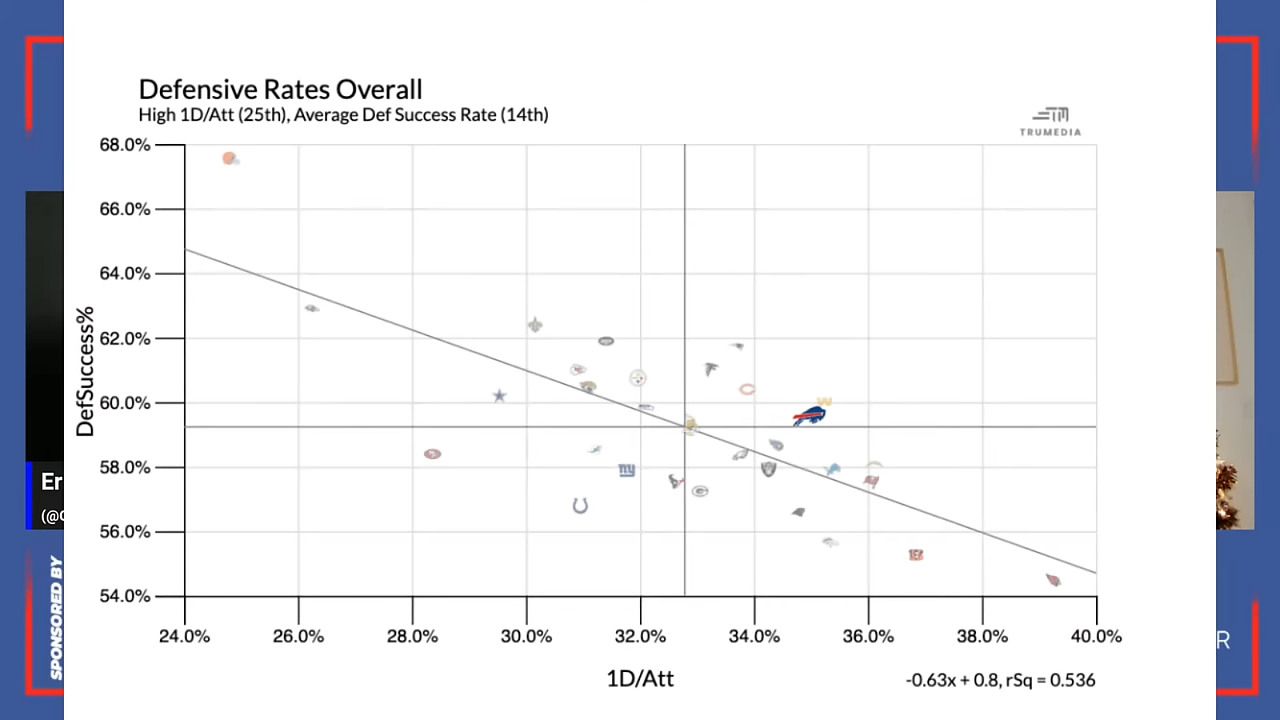 Defensive Rates Overall
High 1D/Att (25th), Average Def Success Rate (14th)
TRUMEDIA
68.0%
66.0%
64.0%
62.0%
60.0%
58.0%
56.0%
54.0%
DefSuccess%
24.0%
26.0%
28.0%
30.0%
32.0%
34.0%
36.0%
38.0%
40.0%
1D/Att
-0.63x + 0.8, rSq = 0.536
Er
(@
SPONSORED BY
R
W
ny